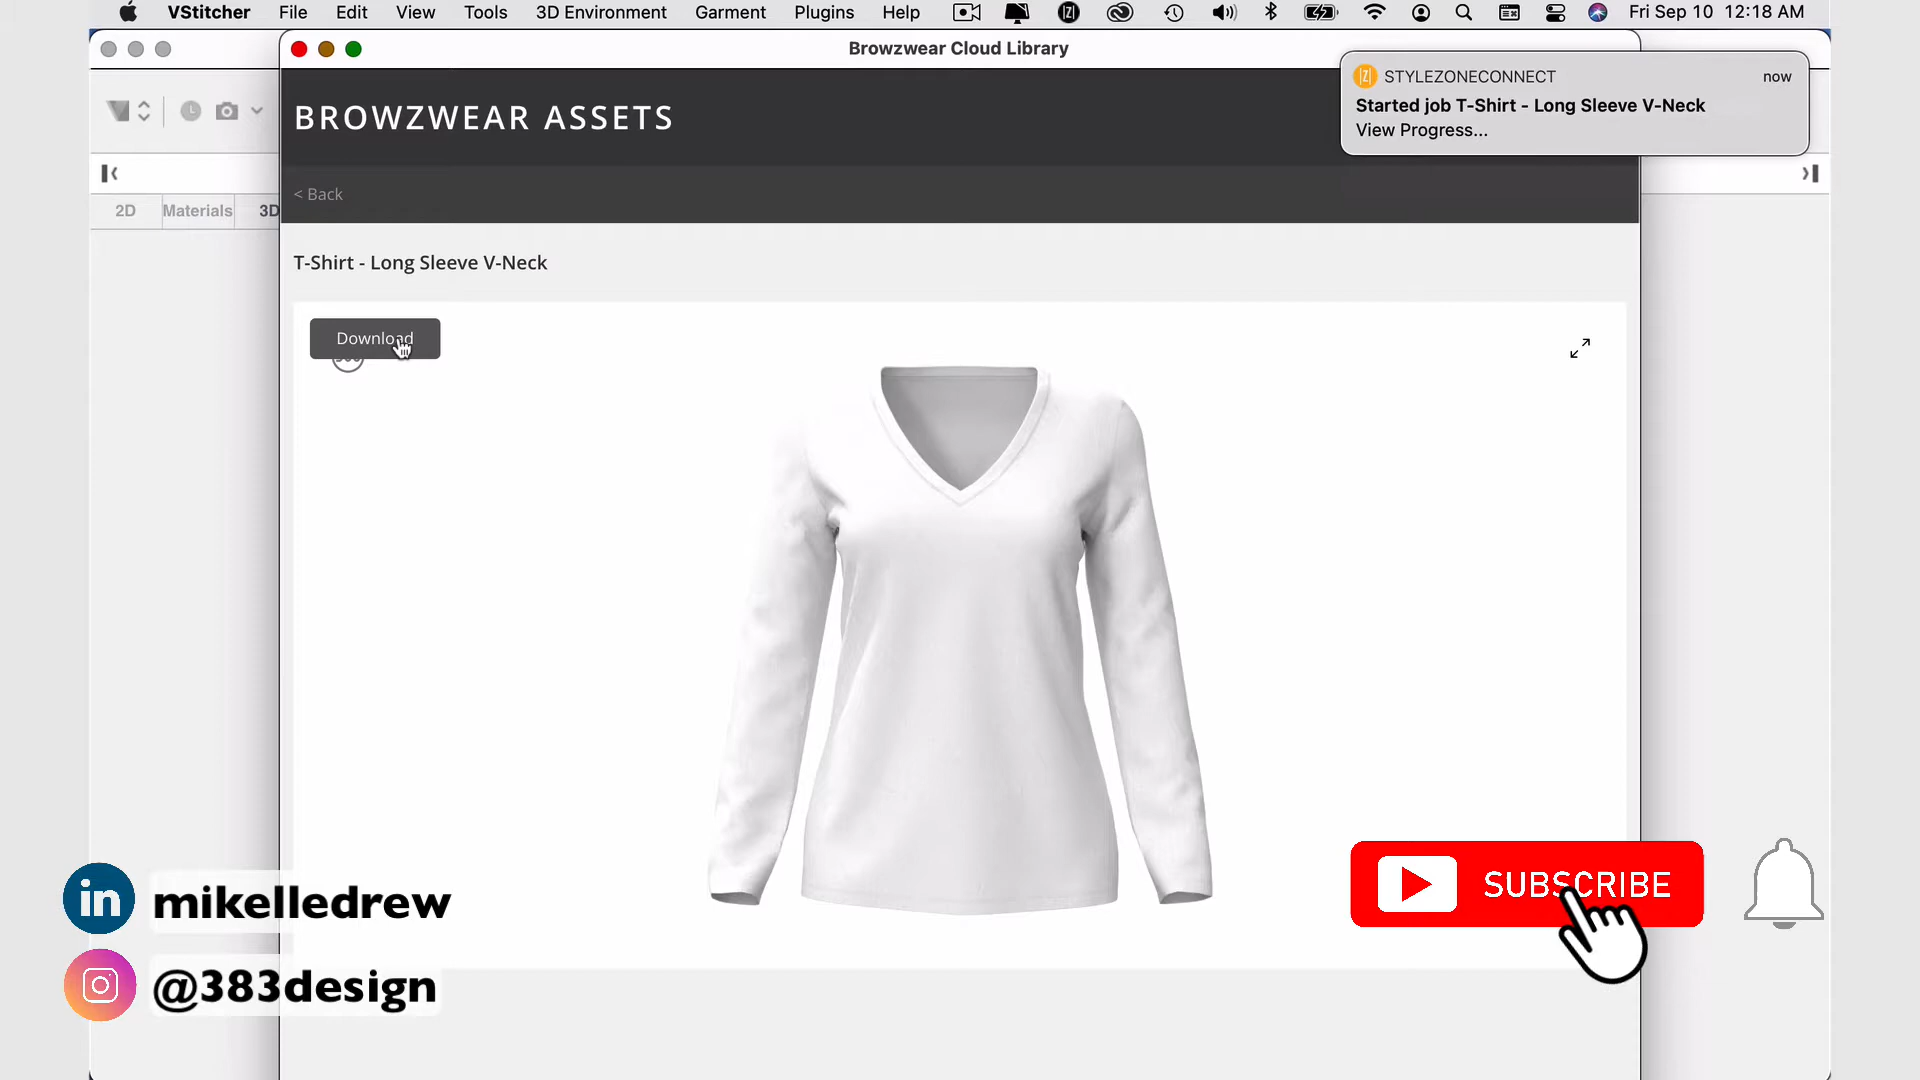 VStitcher File Edit View Tools 3D Environment Garment Plugins Help Fri Sep 10 12:18 AM
Browzwear Cloud Library
STYLEZONECONNECT now
Started job T-Shirt - Long Sleeve V-Neck
View Progress...
BROWZWEAR ASSETS
< Back
2D Materials 3D
T-Shirt - Long Sleeve V-Neck
Download
SUBSCRIBE
in mikelledrew
@383design